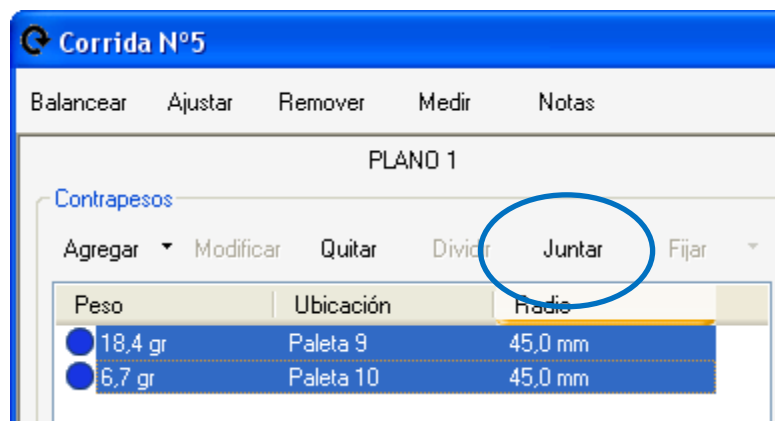 Corrida Nº5
Balancear Ajustar Remover Medir Notas
PLANO 1
Contrapesos
Agregar Modificar Quitar Dividir Juntar Fijar
Peso Ubicación Radio
18,4 gr Paleta 9 45,0 mm
6,7 gr Paleta 10 45,0 mm